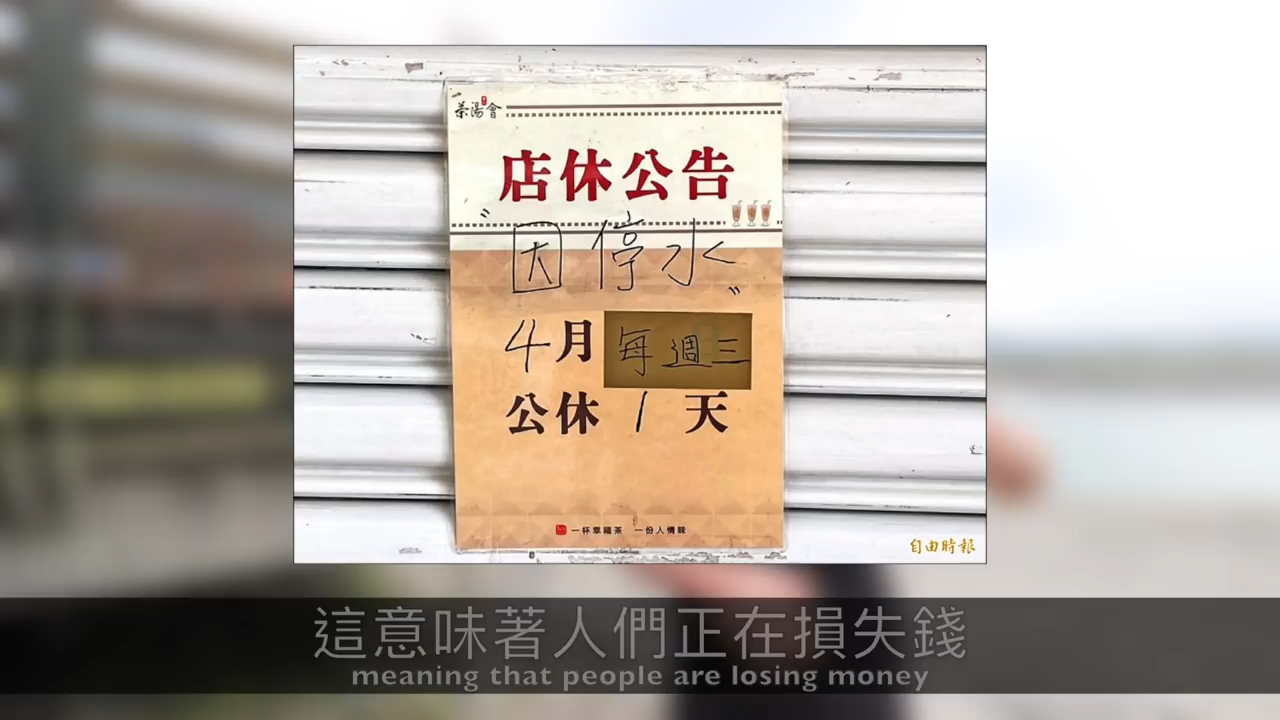 茶湯會
店休公告
"因停水"
4月每週三
公休1天
一杯幸福茶 一份人情味
自由時報
這意味著人們正在損失錢
meaning that people are losing money